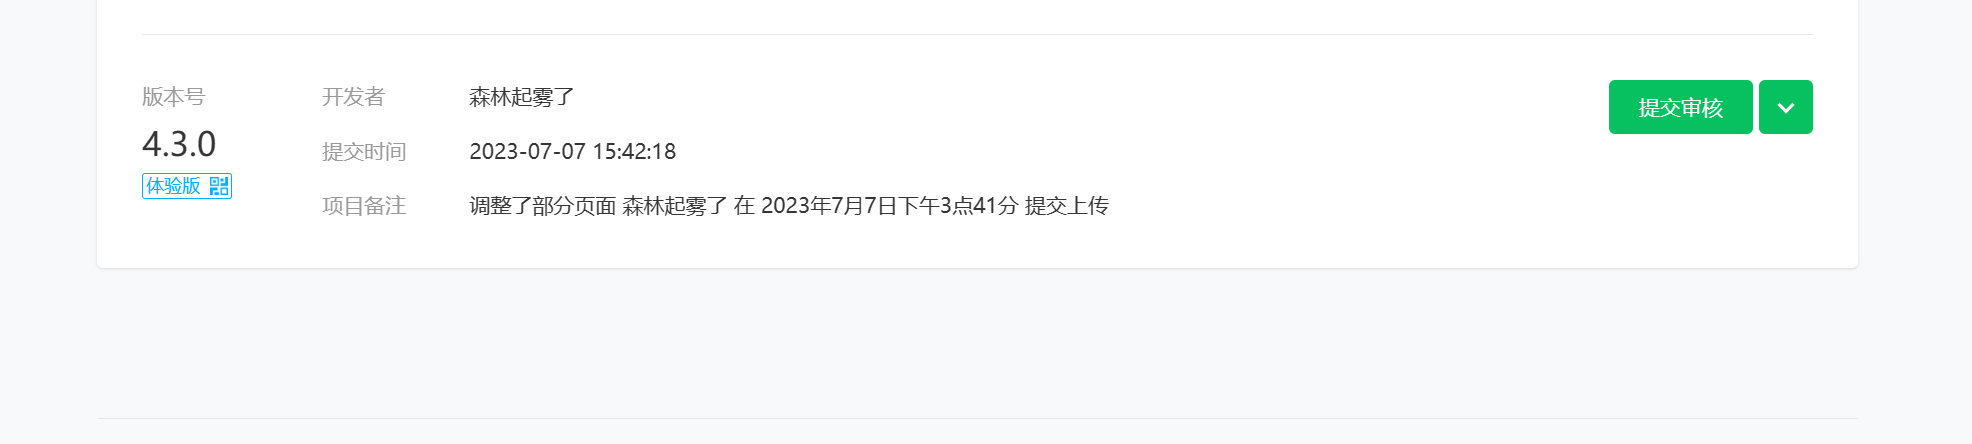 版本号
4.3.0
体验版
开发者 森林起雾了
提交时间 2023-07-07 15:42:18
项目备注 调整了部分页面 森林起雾了 在 2023年7月7日下午3点41分 提交上传
提交审核